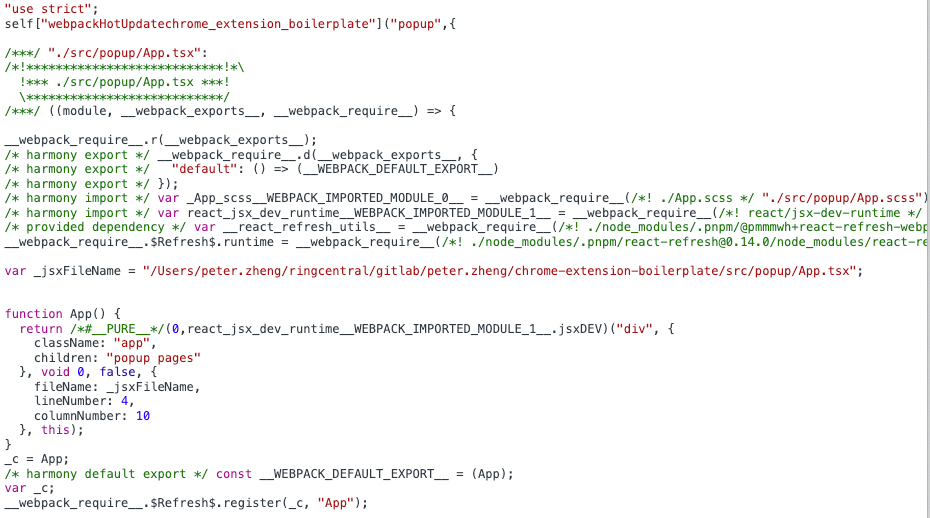 "use strict";
self["webpackHotUpdatechrome_extension_boilerplate"]("popup",{

/***/ "./src/popup/App.tsx":
/*!***************************!*\
  !*** ./src/popup/App.tsx ***!
  \***************************/
/***/ ((module, __webpack_exports__, __webpack_require__) => {

__webpack_require__.r(__webpack_exports__);
/* harmony export */ __webpack_require__.d(__webpack_exports__, {
/* harmony export */   "default": () => (__WEBPACK_DEFAULT_EXPORT__)
/* harmony export */ });
/* harmony import */ var _App_scss__WEBPACK_IMPORTED_MODULE_0__ = __webpack_require__(/*! ./App.scss */ "./src/popup/App.scss")
/* harmony import */ var react_jsx_dev_runtime__WEBPACK_IMPORTED_MODULE_1__ = __webpack_require__(/*! react/jsx-dev-runtime */
/* provided dependency */ var __react_refresh_utils__ = __webpack_require__(/*! ./node_modules/.pnpm/@pmmmwh+react-refresh-webp
__webpack_require__.$Refresh$.runtime = __webpack_require__(/*! ./node_modules/.pnpm/react-refresh@0.14.0/node_modules/react-re

var _jsxFileName = "/Users/peter.zheng/ringcentral/gitlab/peter.zheng/chrome-extension-boilerplate/src/popup/App.tsx";


function App() {
  return /*#__PURE__*/(0,react_jsx_dev_runtime__WEBPACK_IMPORTED_MODULE_1__.jsxDEV)("div", {
    className: "app",
    children: "popup pages"
  }, void 0, false, {
    fileName: _jsxFileName,
    lineNumber: 4,
    columnNumber: 10
  }, this);
}
_c = App;
/* harmony default export */ const __WEBPACK_DEFAULT_EXPORT__ = (App);
var _c;
__webpack_require__.$Refresh$.register(_c, "App");